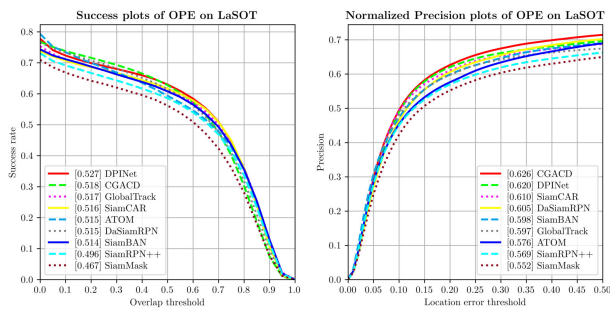 Success plots of OPE on LaSOT
0.8
0.7
0.6
0.5
0.4
0.3
0.2
0.1
0.0
Success rate
[0.527] DPINet
[0.518] CGACD
[0.517] GlobalTrack
[0.516] SiamCAR
[0.515] ATOM
[0.515] DaSiamRPN
[0.514] SiamBAN
[0.496] SiamRPN++
[0.467] SiamMask
0.0 0.1 0.2 0.3 0.4 0.5 0.6 0.7 0.8 0.9 1.0
Overlap threshold
Normalized Precision plots of OPE on LaSOT
0.7
0.6
0.5
0.4
0.3
0.2
0.1
0.0
Precision
[0.626] CGACD
[0.620] DPINet
[0.610] SiamCAR
[0.605] DaSiamRPN
[0.598] SiamBAN
[0.597] GlobalTrack
[0.576] ATOM
[0.569] SiamRPN++
[0.552] SiamMask
0.00 0.05 0.10 0.15 0.20 0.25 0.30 0.35 0.40 0.45 0.50
Location error threshold